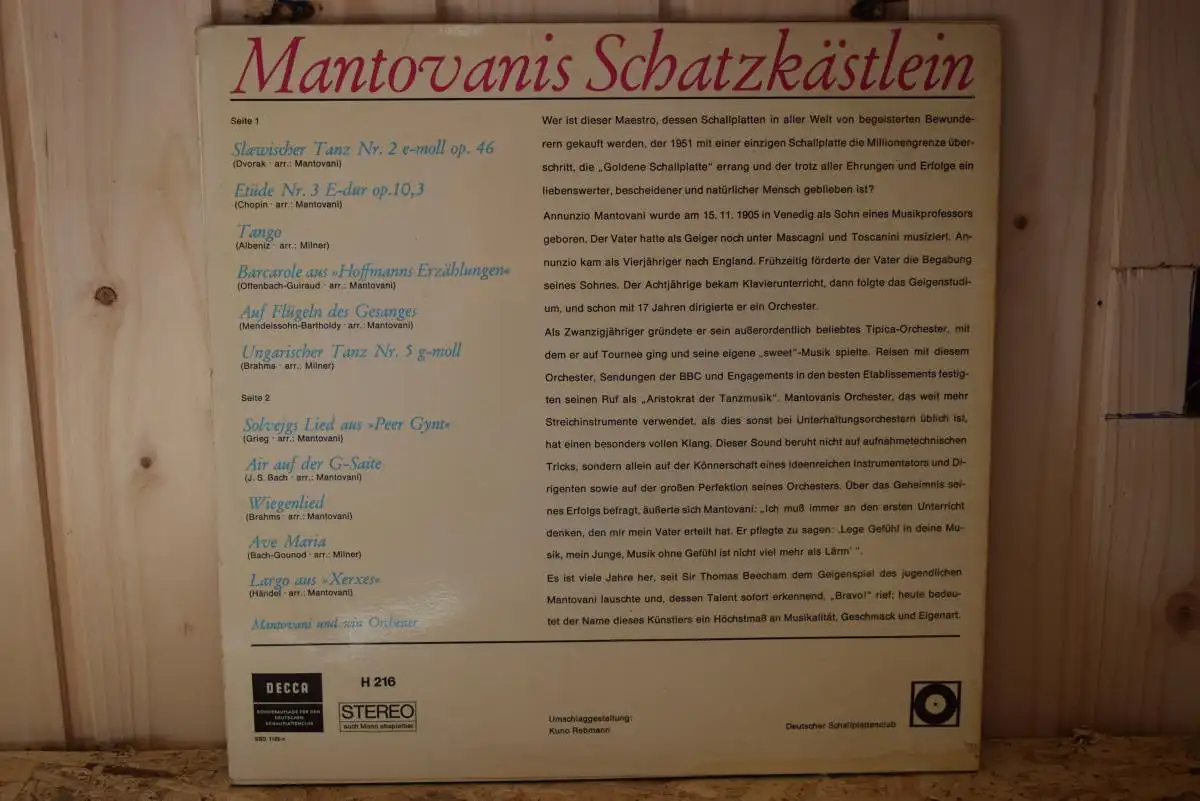 Mantovanis Schatzkästlein
Seite 1
Slawischer Tanz Nr. 2 e-moll op. 46
(Dvorak · arr.: Mantovani)
Etüde Nr. 3 E-dur op.10,3
(Chopin · arr.: Mantovani)
Tango
(Albeniz · arr.: Milner)
Barcarole aus »Hoffmanns Erzählungen«
(Offenbach-Guiraud · arr.: Mantovani)
Auf Flügeln des Gesanges
(Mendelssohn-Bartholdy · arr.: Mantovani)
Ungarischer Tanz Nr. 5 g-moll
(Brahms · arr.: Milner)
Seite 2
Solvejgs Lied aus »Peer Gynt«
(Grieg · arr.: Mantovani)
Air auf der G-Saite
(J. S. Bach · arr.: Mantovani)
Wiegenlied
(Brahms · arr.: Mantovani)
Ave Maria
(Bach-Gounod · arr.: Milner)
Largo aus »Xerxes«
(Händel · arr.: Mantovani)
Mantovani und sein Orchester
Wer ist dieser Maestro, dessen Schallplatten in aller Welt von begeisterten Bewunde-
rern gekauft werden, der 1951 mit einer einzigen Schallplatte die Millionengrenze über-
schritt, die „Goldene Schallplatte“ errang und der trotz aller Ehrungen und Erfolge ein
liebenswerter, bescheidener und natürlicher Mensch geblieben ist?
Annunzio Mantovani wurde am 15. 11. 1905 in Venedig als Sohn eines Musikprofessors
geboren. Der Vater hatte als Geiger noch unter Mascagni und Toscanini musiziert. An-
nunzio kam als Vierjähriger nach England. Frühzeitig förderte der Vater die Begabung
seines Sohnes. Der Achtjährige bekam Klavierunterricht, dann folgte das Geigenstudi-
um, und schon mit 17 Jahren dirigierte er ein Orchester.
Als Zwanzigjähriger gründete er sein außerordentlich beliebtes Tipica-Orchester, mit
dem er auf Tournee ging und seine eigene „sweet“-Musik spielte. Reisen mit diesem
Orchester, Sendungen der BBC und Engagements in den besten Etablissements festig-
ten seinen Ruf als „Aristokrat der Tanzmusik“. Mantovanis Orchester, das weit mehr
Streichinstrumente verwendet, als dies sonst bei Unterhaltungsorchestern üblich ist,
hat einen besonders vollen Klang. Dieser Sound beruht nicht auf aufnahmetechnischen
Tricks, sondern allein auf der Könnerschaft eines ideenreichen Instrumentators und Di-
rigenten sowie auf der großen Perfektion seines Orchesters. Über das Geheimnis sei-
nes Erfolgs befragt, äußerte sich Mantovani: „Ich muß immer an den ersten Unterricht
denken, den mir mein Vater erteilt hat. Er pflegte zu sagen: ‚Lege Gefühl in deine Mu-
sik, mein Junge, Musik ohne Gefühl ist nicht viel mehr als Lärm‘ “.
Es ist viele Jahre her, seit Sir Thomas Beecham dem Geigenspiel des jugendlichen
Mantovani lauschte und, dessen Talent sofort erkennend, „Bravo!“ rief; heute bedeu-
tet der Name dieses Künstlers ein Höchstmaß an Musikalität, Geschmack und Eigenart.
DECCA
SONDERAUFLAGE FÜR DEN
DEUTSCHEN
SCHALLPLATTENCLUB
H 216
STEREO
auch Mono abspielbar
Umschlaggestaltung:
Kuno Rebmann
Deutscher Schallplattenclub